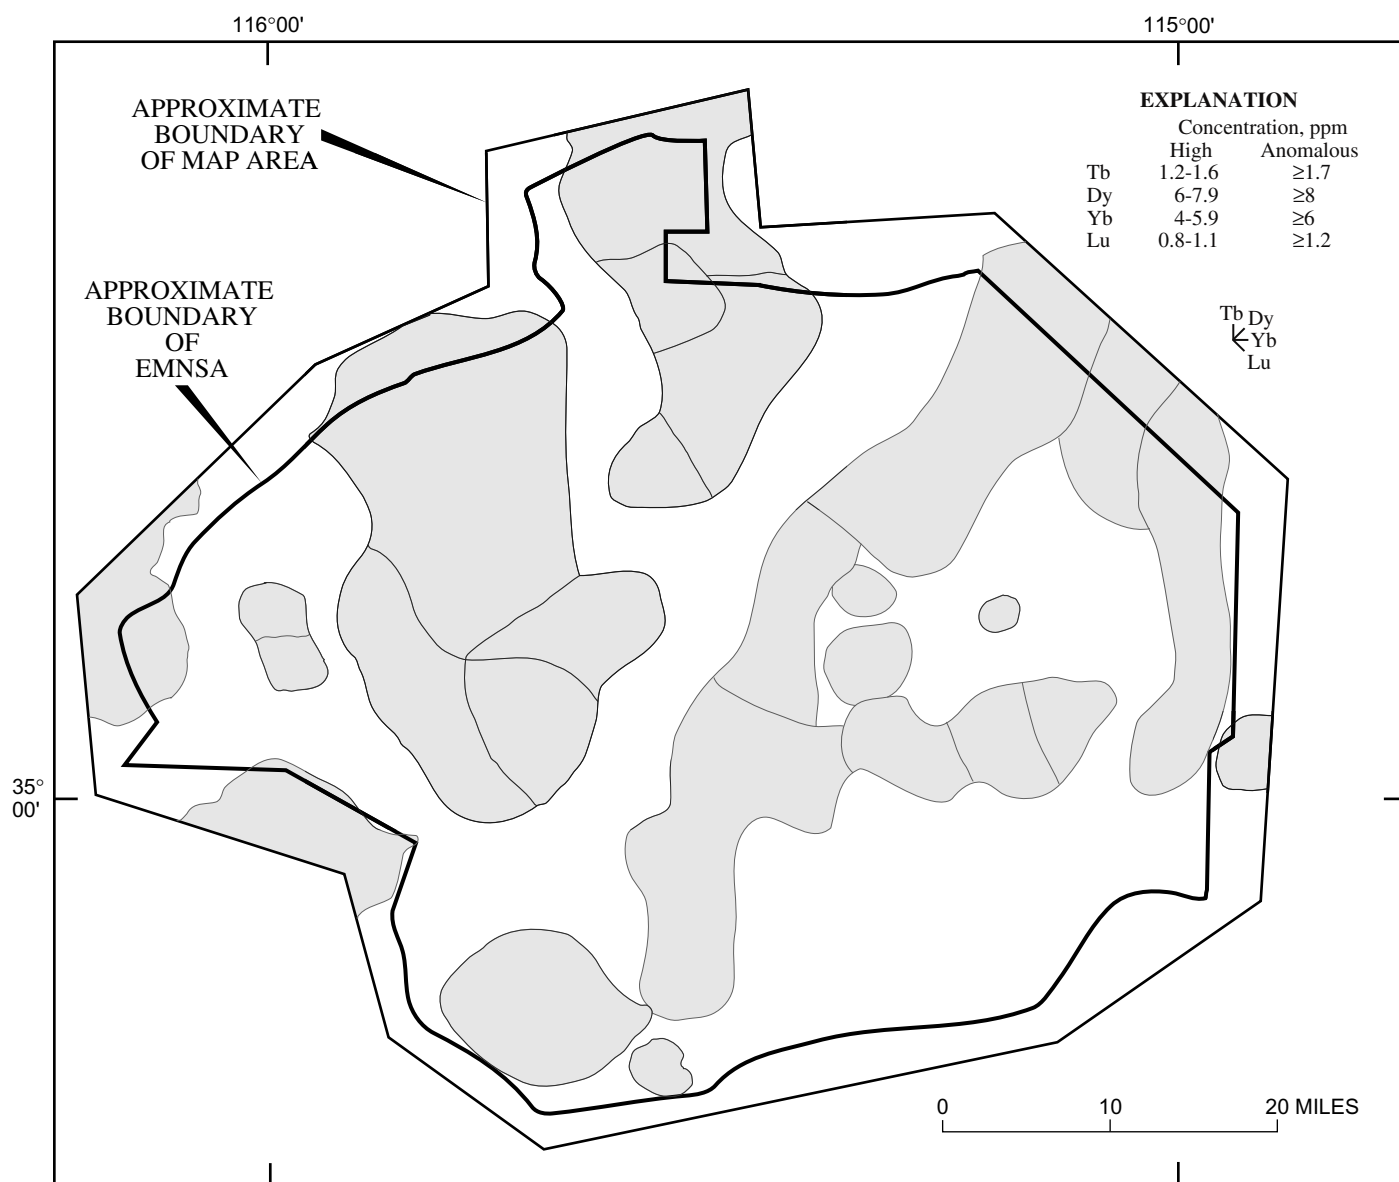 116°00'
115°00'
APPROXIMATE
BOUNDARY
OF MAP AREA
EXPLANATION
Concentration, ppm
High Anomalous
Tb 1.2-1.6 ≥1.7
Dy 6-7.9 ≥8
Yb 4-5.9 ≥6
Lu 0.8-1.1 ≥1.2
APPROXIMATE
BOUNDARY
OF
EMNSA
Tb Dy
Yb
Lu
35°
00'
0 10 20 MILES